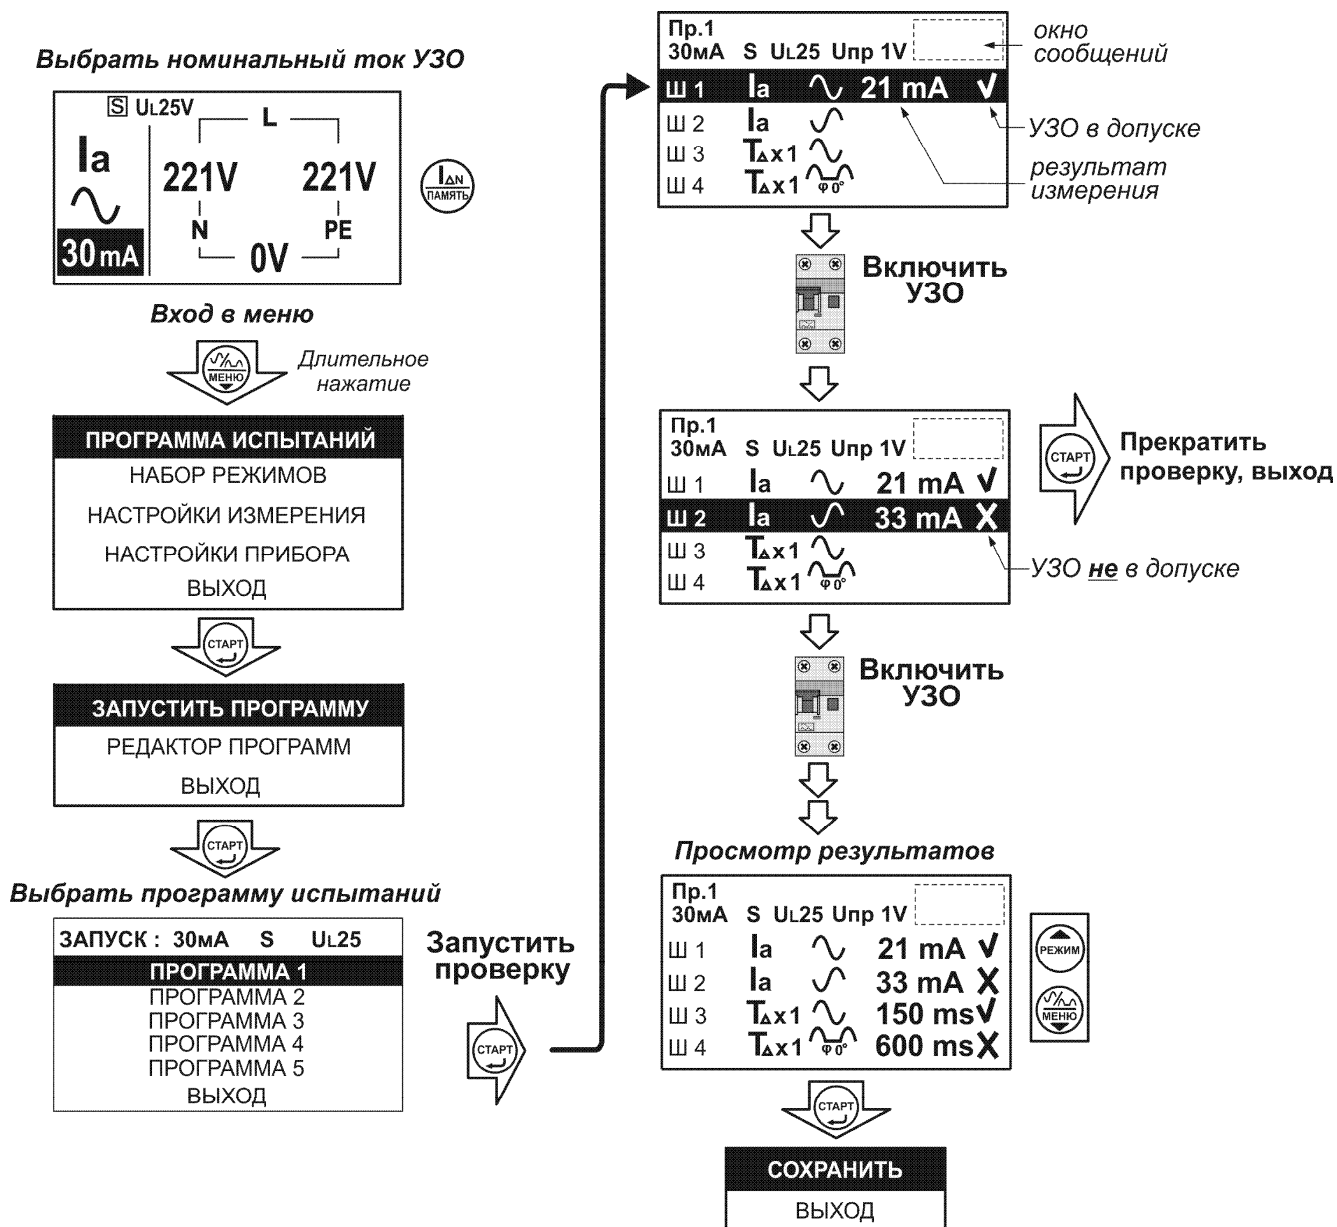 Выбрать номинальный ток УЗО
S UL25V
Ia
L
221V 221V
N PE
30mA
0V
IΔN
ПАМЯТЬ
Вход в меню
МЕНЮ
Длительное
нажатие
ПРОГРАММА ИСПЫТАНИЙ
НАБОР РЕЖИМОВ
НАСТРОЙКИ ИЗМЕРЕНИЯ
НАСТРОЙКИ ПРИБОРА
ВЫХОД
СТАРТ
ЗАПУСТИТЬ ПРОГРАММУ
РЕДАКТОР ПРОГРАММ
ВЫХОД
СТАРТ
Выбрать программу испытаний
ЗАПУСК : 30мА S UL25
ПРОГРАММА 1
ПРОГРАММА 2
ПРОГРАММА 3
ПРОГРАММА 4
ПРОГРАММА 5
ВЫХОД
Запустить
проверку
СТАРТ
Пр.1
30мА S UL25 Uпр 1V
окно
сообщений
Ш 1 Ia 21 mA ✓
Ш 2 Ia
Ш 3 TΔx1
Ш 4 TΔx1 φ 0°
УЗО в допуске
результат
измерения
Включить
УЗО
Пр.1
30мА S UL25 Uпр 1V
Ш 1 Ia 21 mA ✓
Ш 2 Ia 33 mA X
Ш 3 TΔx1
Ш 4 TΔx1 φ 0°
СТАРТ
Прекратить
проверку, выход
УЗО не в допуске
Включить
УЗО
Просмотр результатов
Пр.1
30мА S UL25 Uпр 1V
Ш 1 Ia 21 mA ✓
Ш 2 Ia 33 mA X
Ш 3 TΔx1 150 ms ✓
Ш 4 TΔx1 φ 0° 600 ms X
РЕЖИМ
МЕНЮ
СТАРТ
СОХРАНИТЬ
ВЫХОД